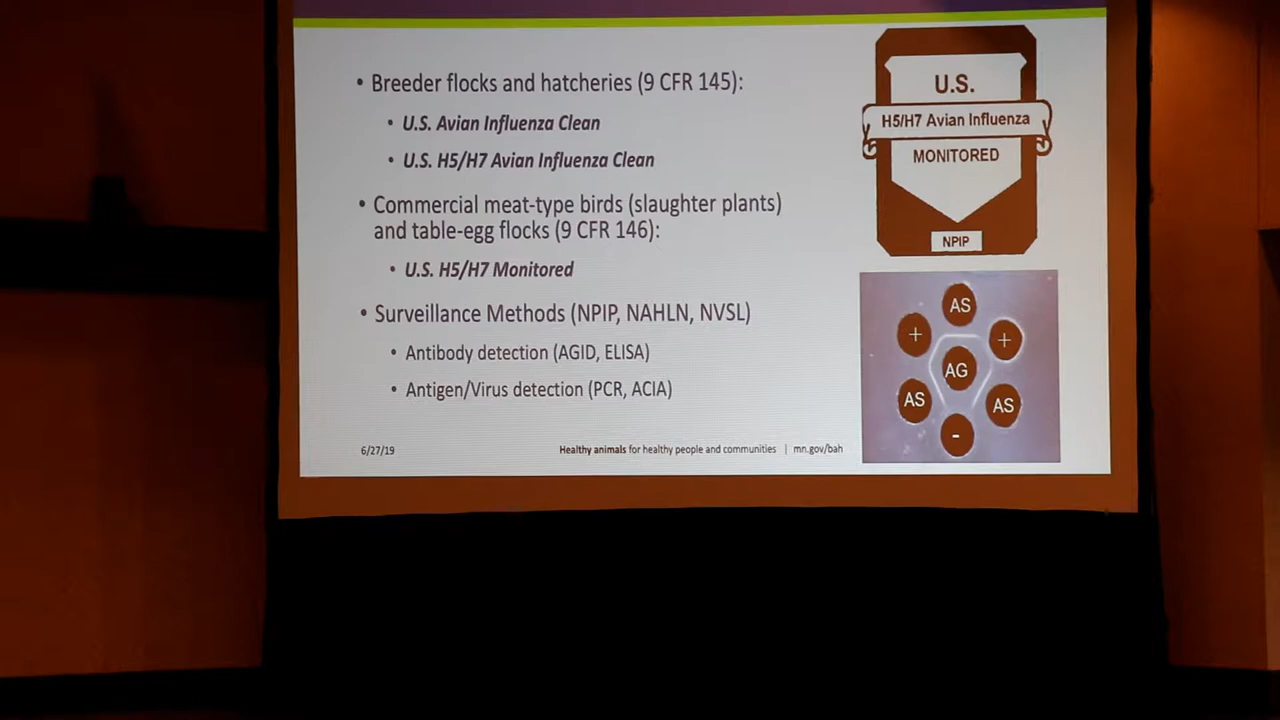 • Breeder flocks and hatcheries (9 CFR 145):
• U.S. Avian Influenza Clean
• U.S. H5/H7 Avian Influenza Clean
• Commercial meat-type birds (slaughter plants)
and table-egg flocks (9 CFR 146):
• U.S. H5/H7 Monitored
• Surveillance Methods (NPIP, NAHLN, NVSL)
• Antibody detection (AGID, ELISA)
• Antigen/Virus detection (PCR, ACIA)
6/27/19
Healthy animals for healthy people and communities | mn.gov/bah
U.S.
H5/H7 Avian Influenza
MONITORED
NPIP
AS
+ +
AG
AS AS
-